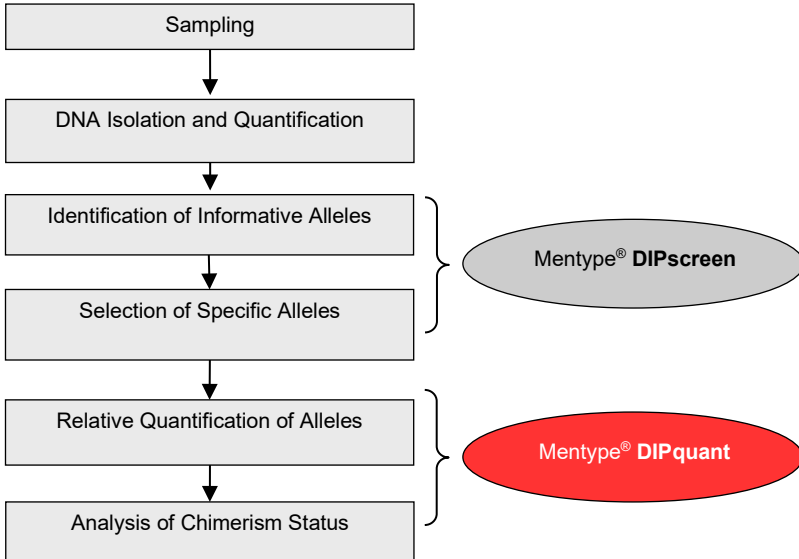 Sampling
DNA Isolation and Quantification
Identification of Informative Alleles
Mentype® DIPscreen
Selection of Specific Alleles
Relative Quantification of Alleles
Mentype® DIPquant
Analysis of Chimerism Status